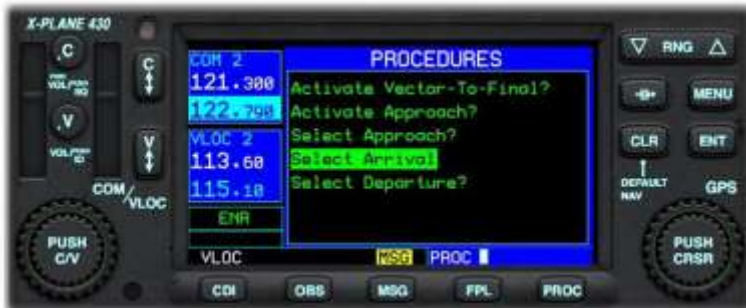 X-PLANE 430
C
PWR
VOL/PUSH
SQ
V
VOL/PUSH
ID
C
V
COM/VLOC
PUSH
C/V
COM 2
121.300
122.790
VLOC 2
113.60
115.10
ENR
VLOC
PROCEDURES
Activate Vector-To-Final?
Activate Approach?
Select Approach?
Select Arrival
Select Departure?
MSG PROC
CDI OBS MSG FPL PROC
RNG
D
MENU
CLR
ENT
DEFAULT
NAV
GPS
PUSH
CRSR